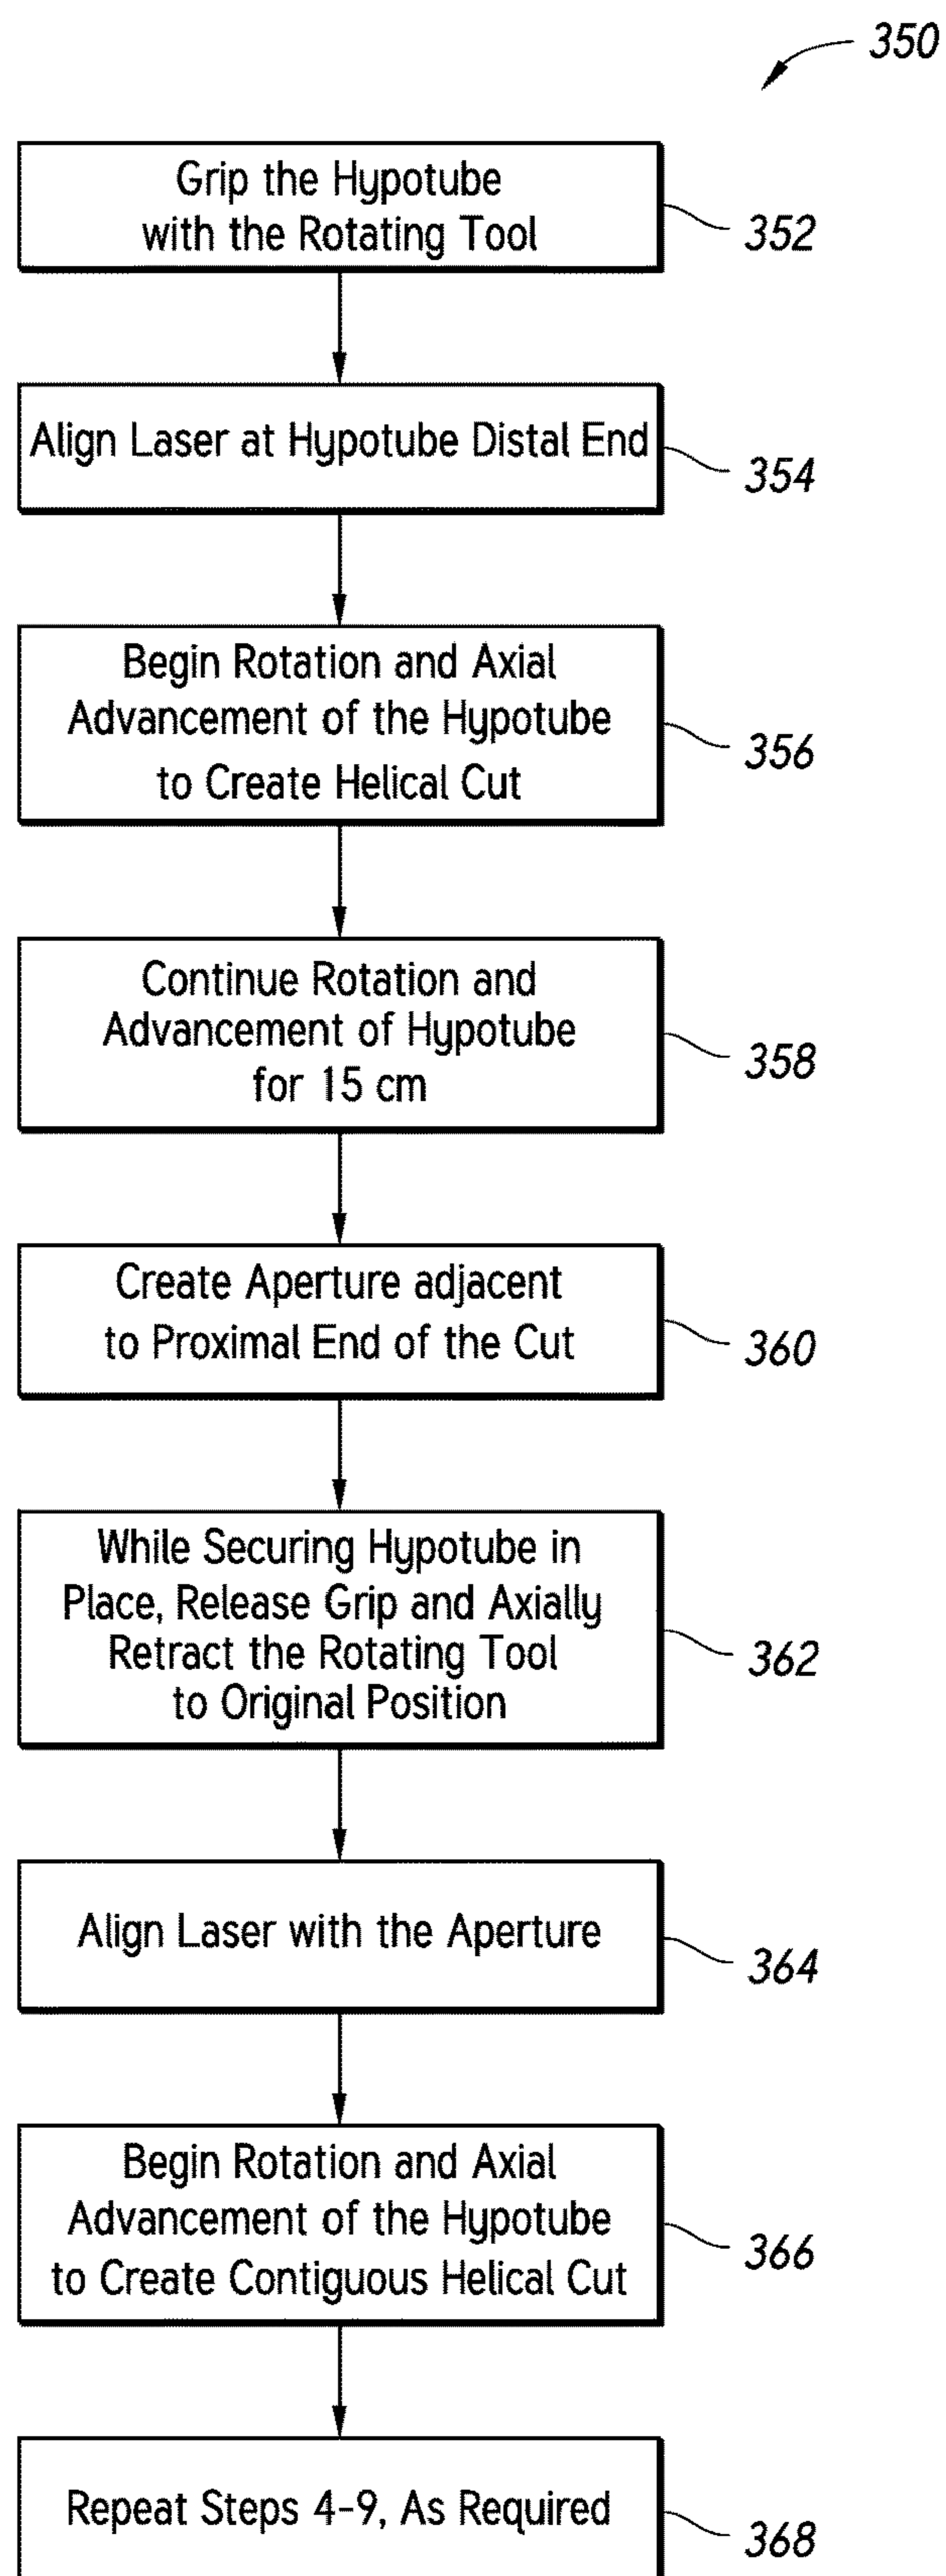 350
Grip the Hypotube
with the Rotating Tool
352
Align Laser at Hypotube Distal End
354
Begin Rotation and Axial
Advancement of the Hypotube
to Create Helical Cut
356
Continue Rotation and
Advancement of Hypotube
for 15 cm
358
Create Aperture adjacent
to Proximal End of the Cut
360
While Securing Hypotube in
Place, Release Grip and Axially
Retract the Rotating Tool
to Original Position
362
Align Laser with the Aperture
364
Begin Rotation and Axial
Advancement of the Hypotube
to Create Contiguous Helical Cut
366
Repeat Steps 4-9, As Required
368